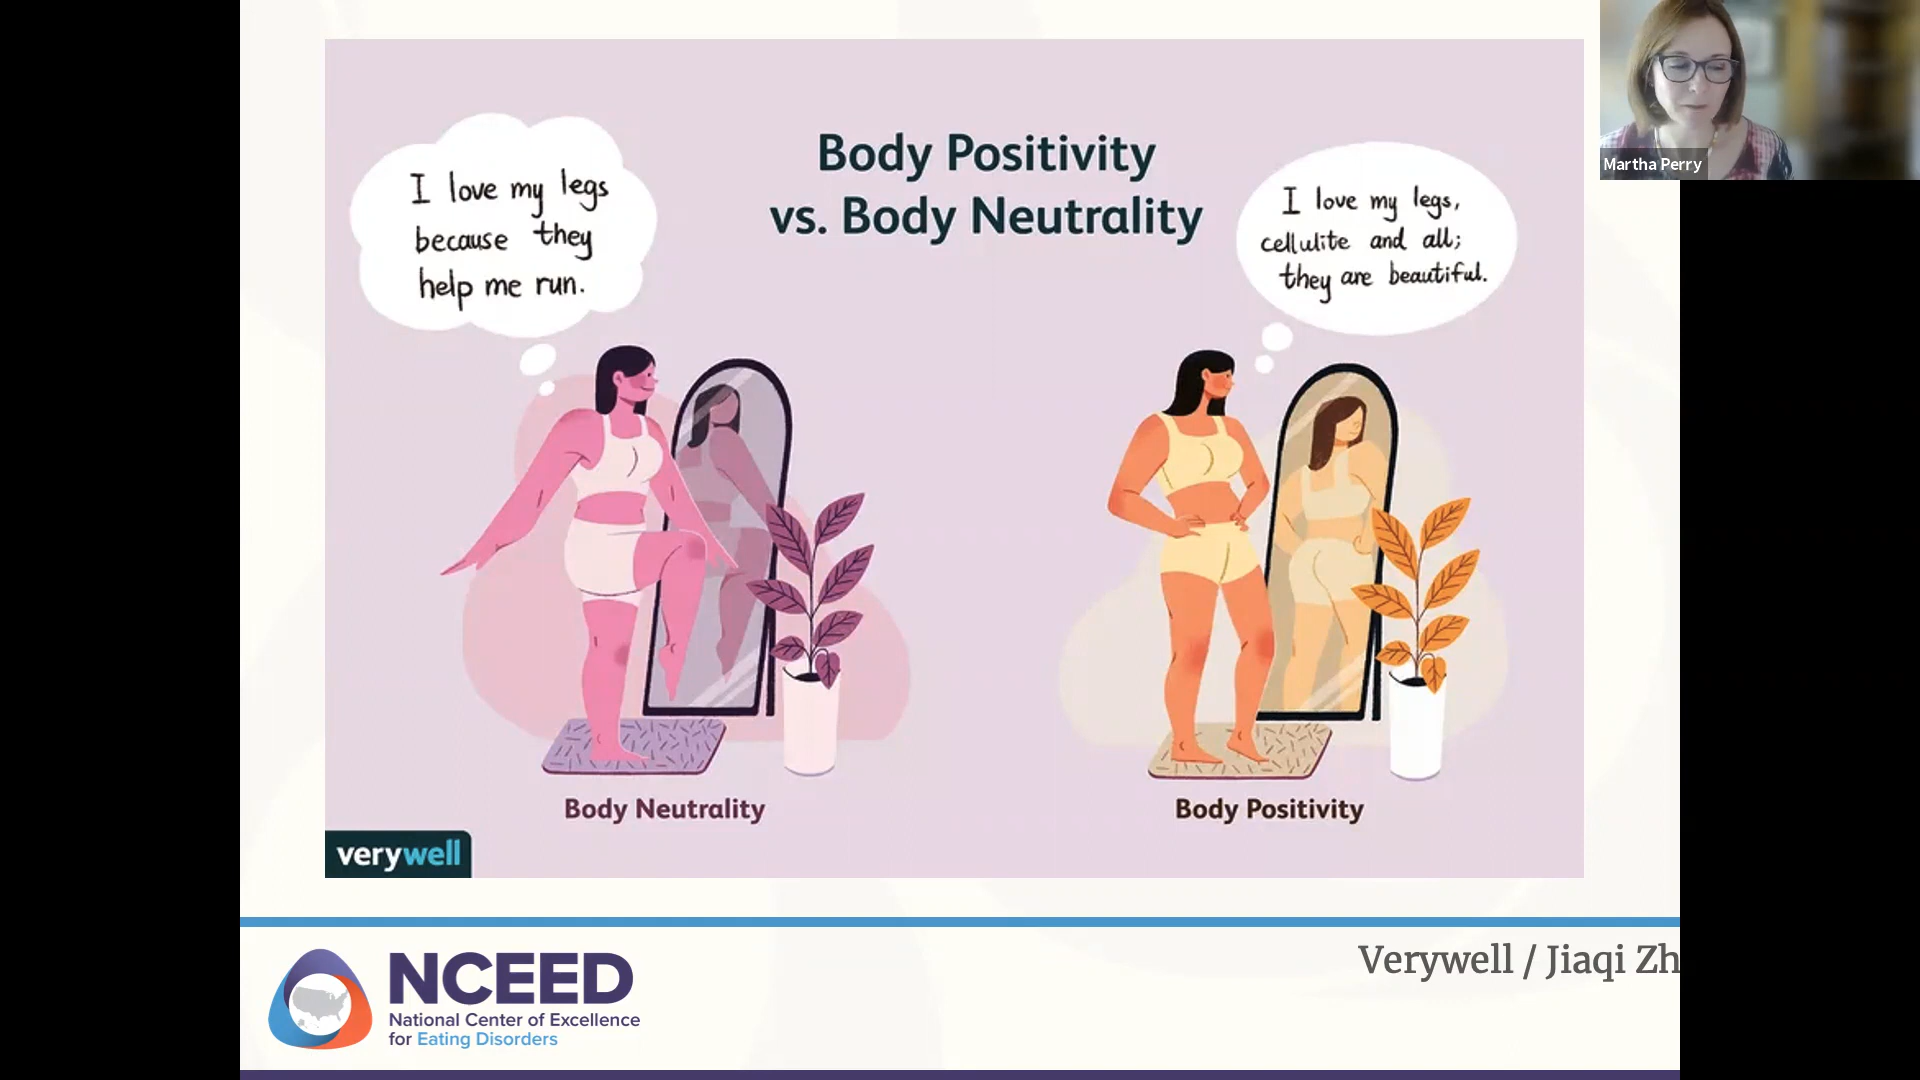 Body Positivity
vs. Body Neutrality
I love my legs
because they
help me run.
I love my legs,
cellulite and all;
they are beautiful.
Body Neutrality
Body Positivity
verywell
Martha Perry
Verywell / Jiaqi Zh
NCEED
National Center of Excellence
for Eating Disorders